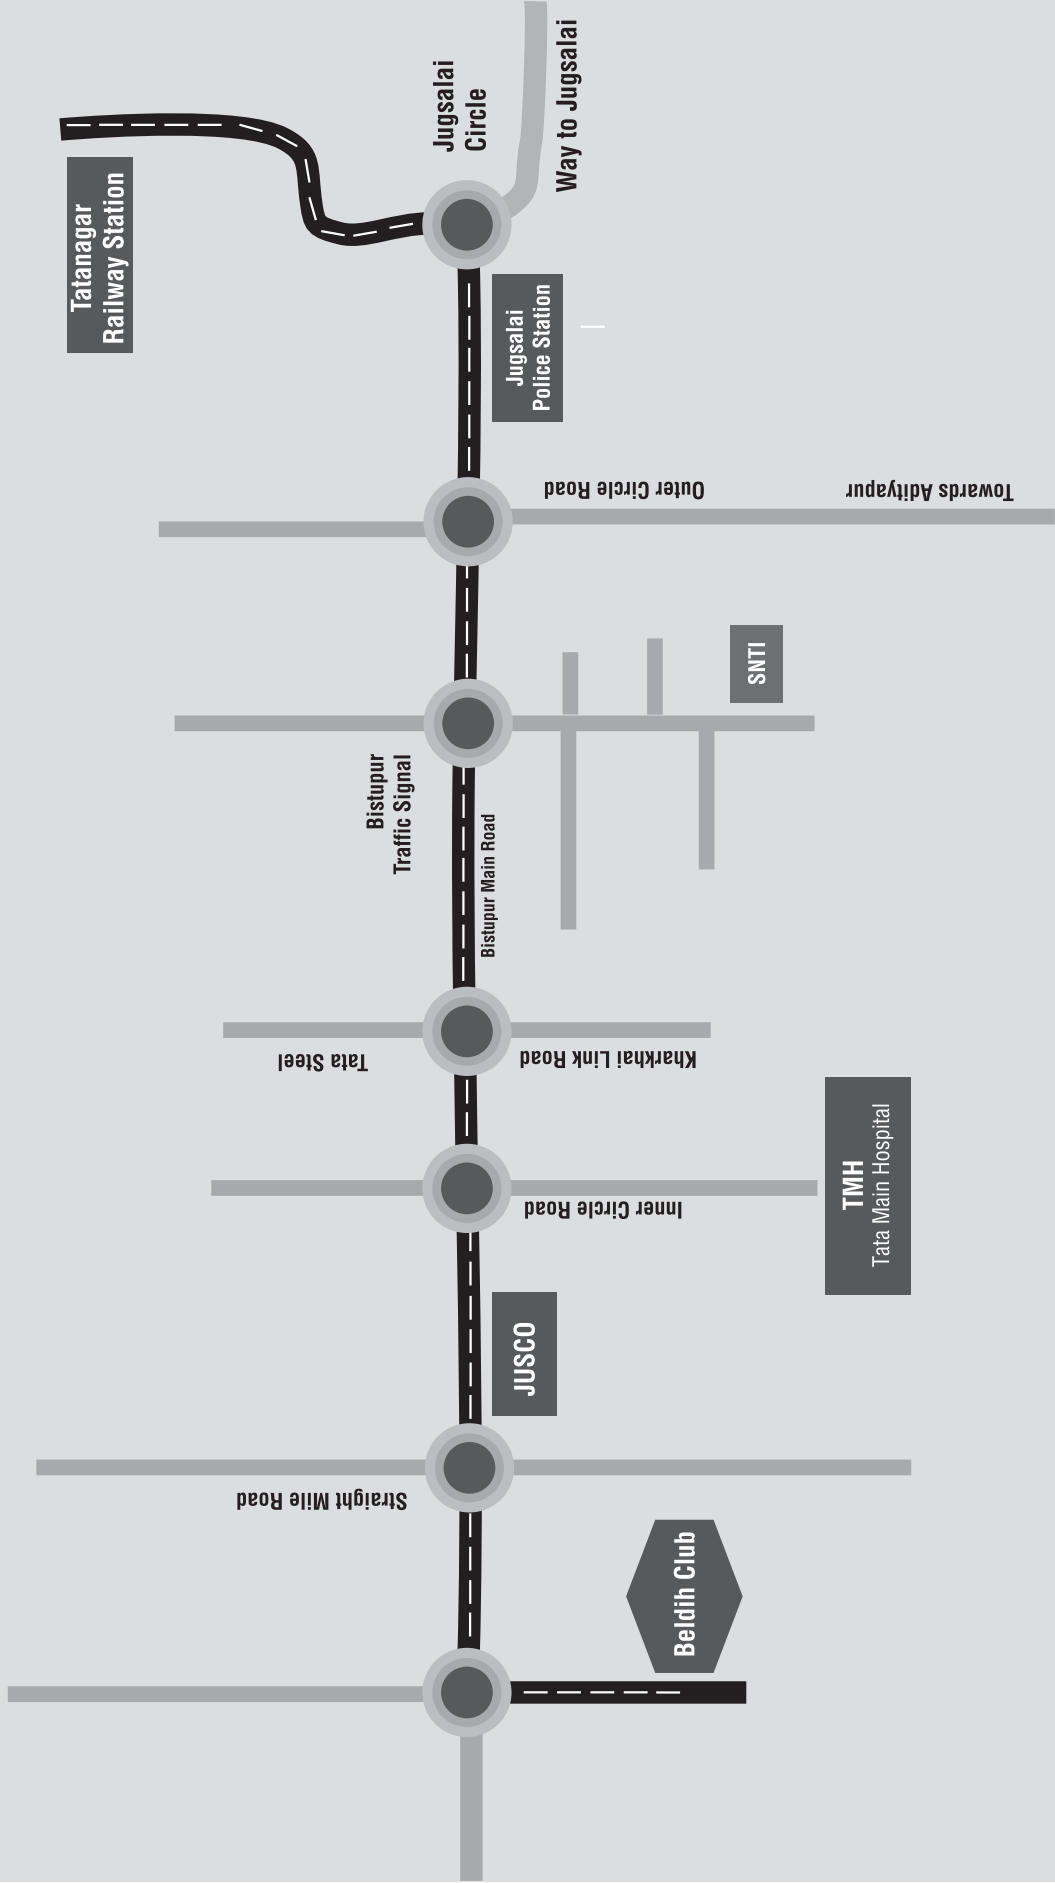 Tatanagar
Railway Station
Jugsalai
Circle
Way to Jugsalai
Jugsalai
Police Station
Outer Circle Road
Towards Adityapur
SNTI
Bistupur
Traffic Signal
Bistupur Main Road
Tata Steel
Kharkhai Link Road
Inner Circle Road
TMH
Tata Main Hospital
JUSCO
Straight Mile Road
Beldih Club